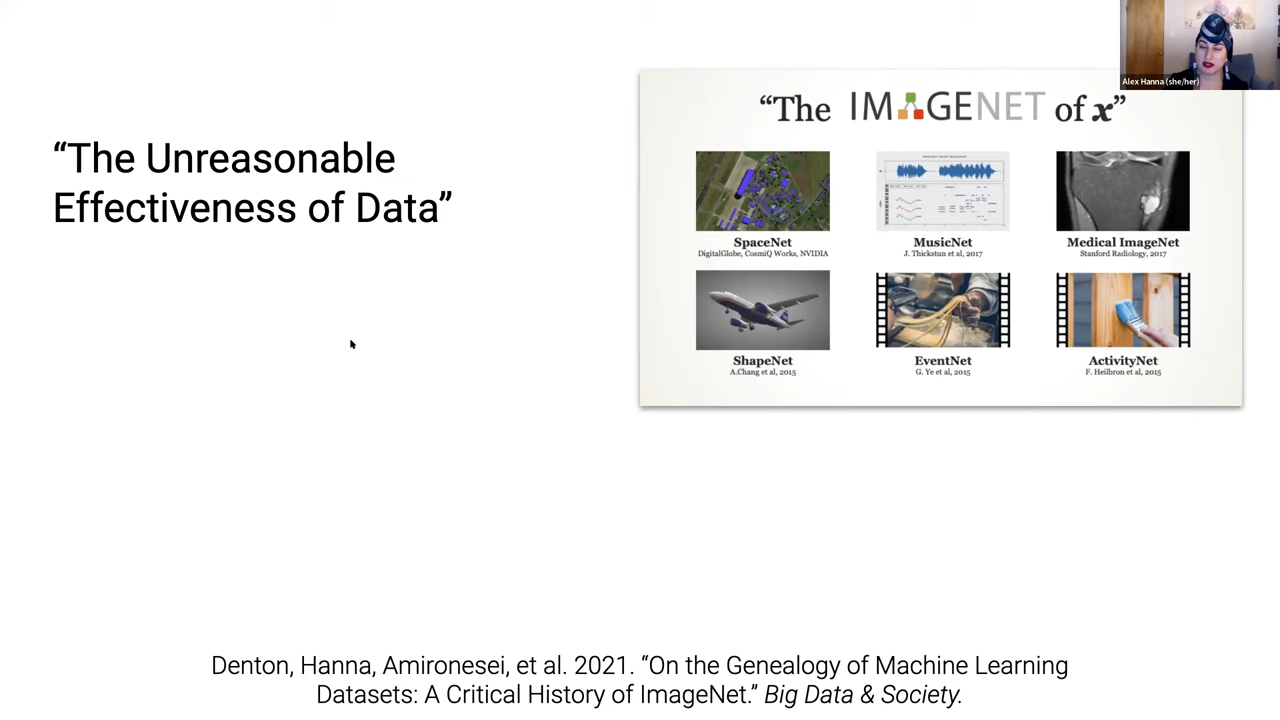 Alex Hanna (she/her)
“The IMAGENET of x”
“The Unreasonable
Effectiveness of Data”
SpaceNet
DigitalGlobe, CosmiQ Works, NVIDIA
MusicNet
J. Thickstun et al, 2017
Medical ImageNet
Stanford Radiology, 2017
ShapeNet
A.Chang et al, 2015
EventNet
G. Ye et al, 2015
ActivityNet
F. Heilbron et al, 2015
Denton, Hanna, Amironesei, et al. 2021. “On the Genealogy of Machine Learning
Datasets: A Critical History of ImageNet.” Big Data & Society.